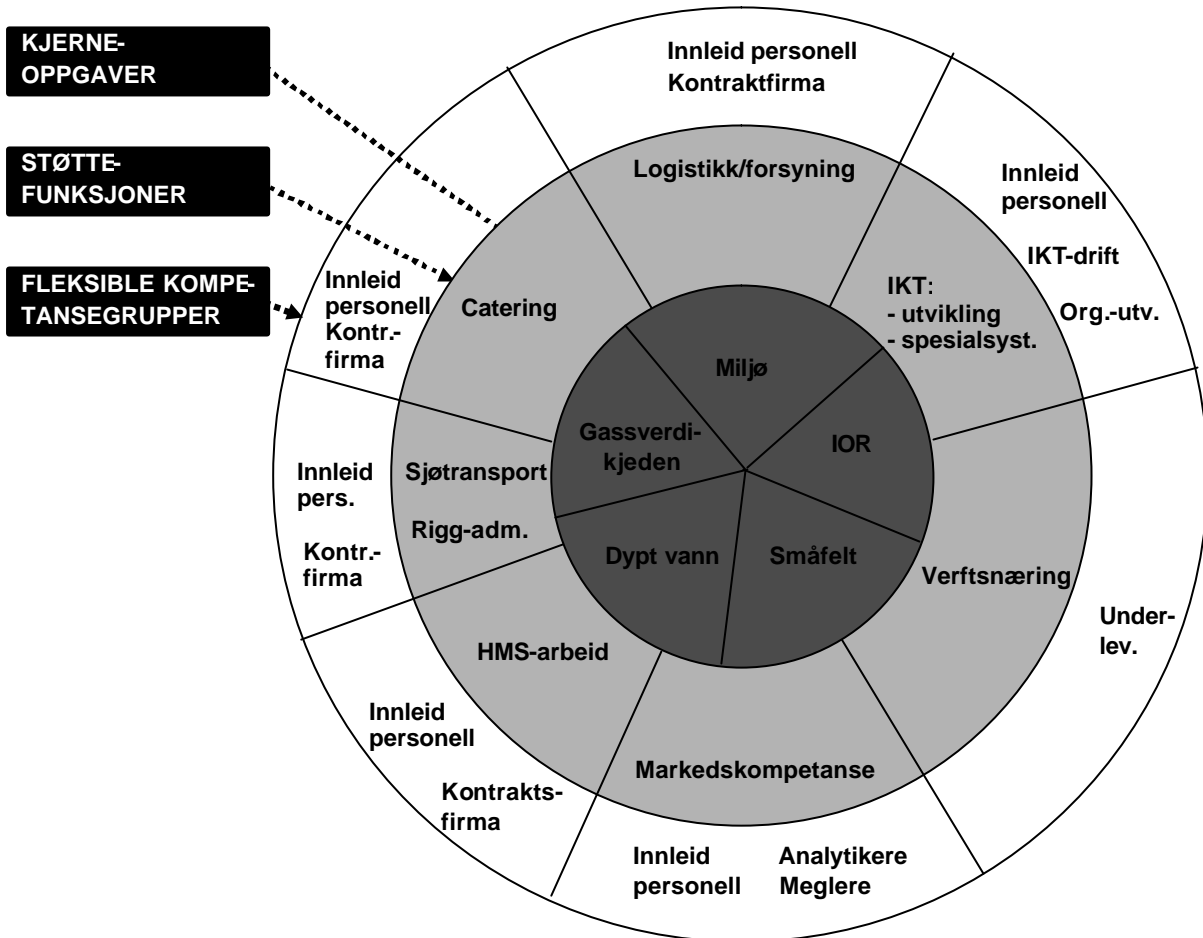 KJERNE-
OPPGAVER
STØTTE-
FUNKSJONER
FLEKSIBLE KOMPE-
TANSEGRUPPER
Innleid personell
Kontraktfirma
Logistikk/forsyning
Innleid
personell
IKT-drift
Org.-utv.
IKT:
- utvikling
- spesialsyst.
Innleid
personell
Kontr.-
firma
Catering
Miljø
Gassverdi-
kjeden
IOR
Dypt vann
Småfelt
Sjøtransport
Rigg-adm.
Innleid
pers.
Kontr.-
firma
Verftsnæring
Under-
lev.
HMS-arbeid
Innleid
personell
Kontrakts-
firma
Markedskompetanse
Innleid
personell
Analytikere
Meglere